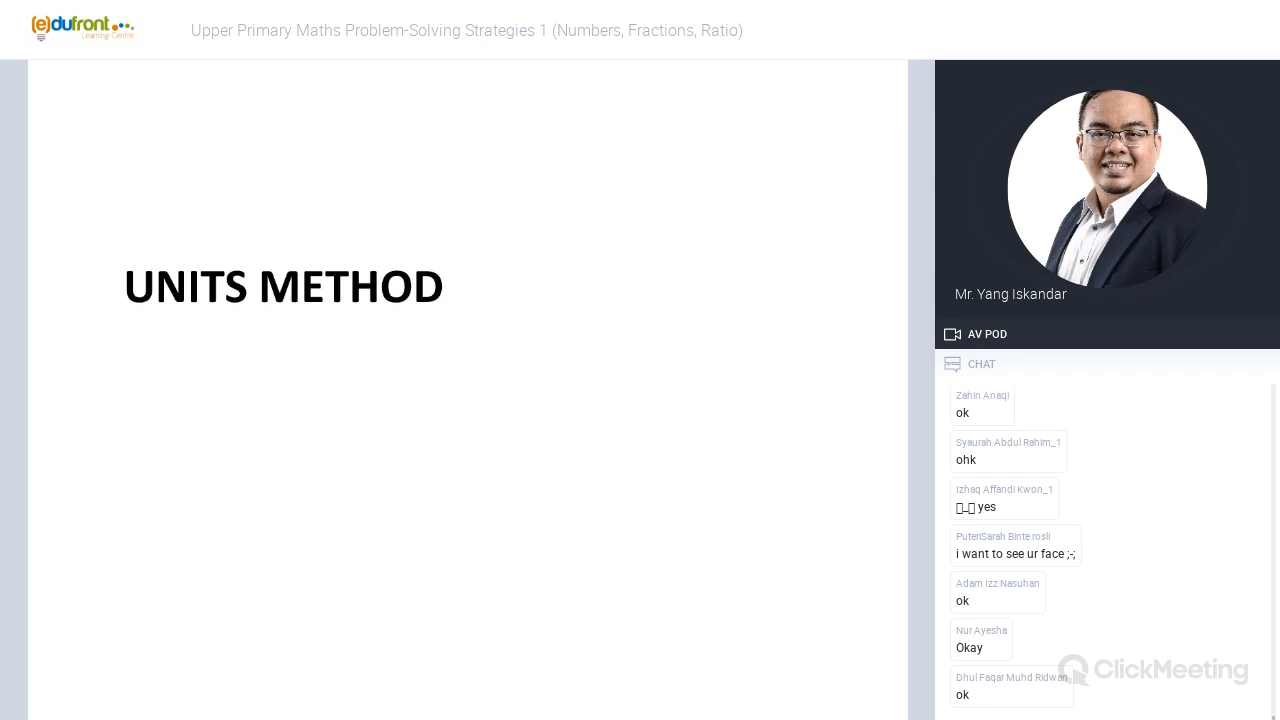 (e)dufront
Learning Centre
Upper Primary Maths Problem-Solving Strategies 1 (Numbers, Fractions, Ratio)
UNITS METHOD
Mr. Yang Iskandar
AV POD
CHAT
Zahin Anaqi
ok
Syaurah Abdul Rahim_1
ohk
Izhaq Affandi Kwon_1
▯_▯ yes
PuteriSarah Binte rosli
i want to see ur face ;-;
Adam Izz Nasuhan
ok
Nur Ayesha
Okay
Dhul Faqar Muhd Ridwan
ok
ClickMeeting